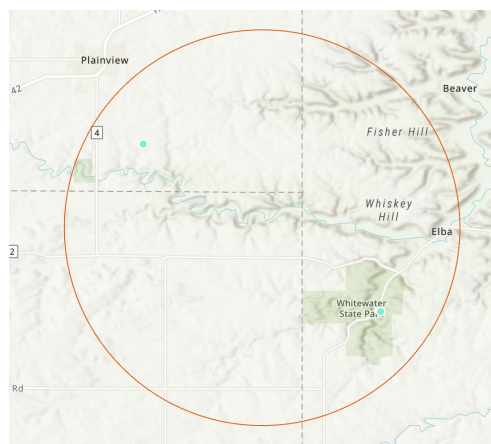 Plainview
42
Beaver
4
Fisher Hill
Whiskey
Hill
Elba
2
Whitewater
State Park
Rd